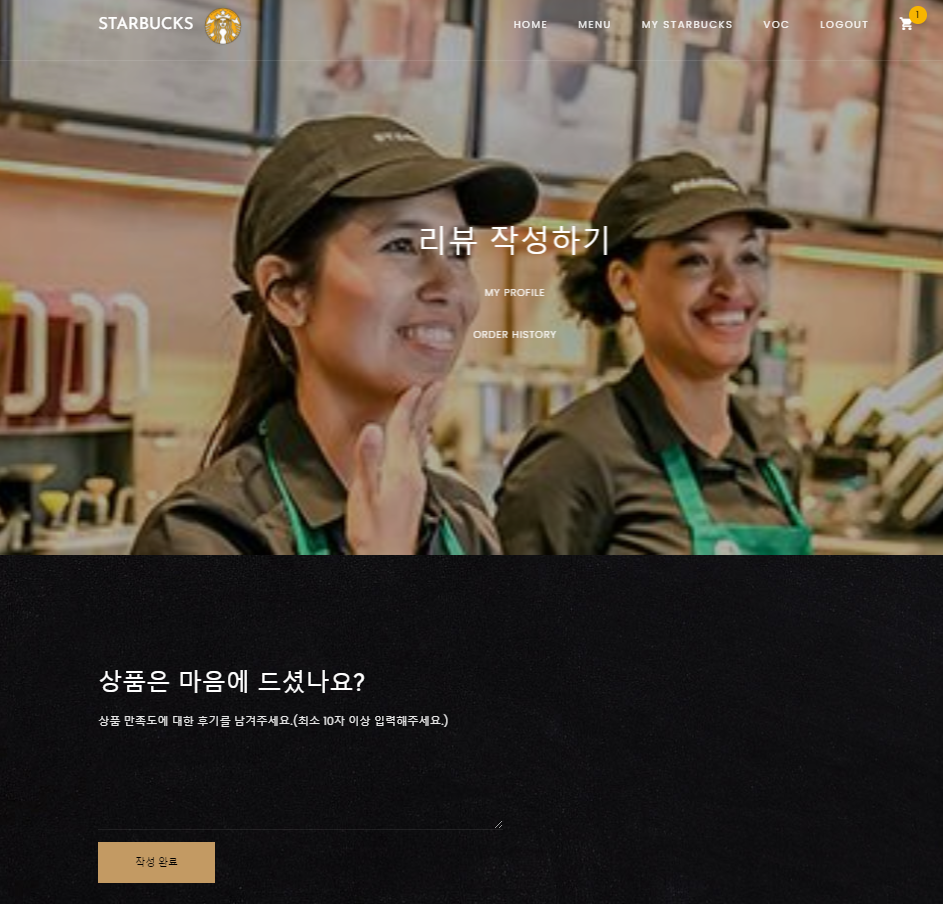 STARBUCKS
HOME MENU MY STARBUCKS VOC LOGOUT 1
리뷰 작성하기
MY PROFILE
ORDER HISTORY
상품은 마음에 드셨나요?
상품 만족도에 대한 후기를 남겨주세요.(최소 10자 이상 입력해주세요.)
작성 완료